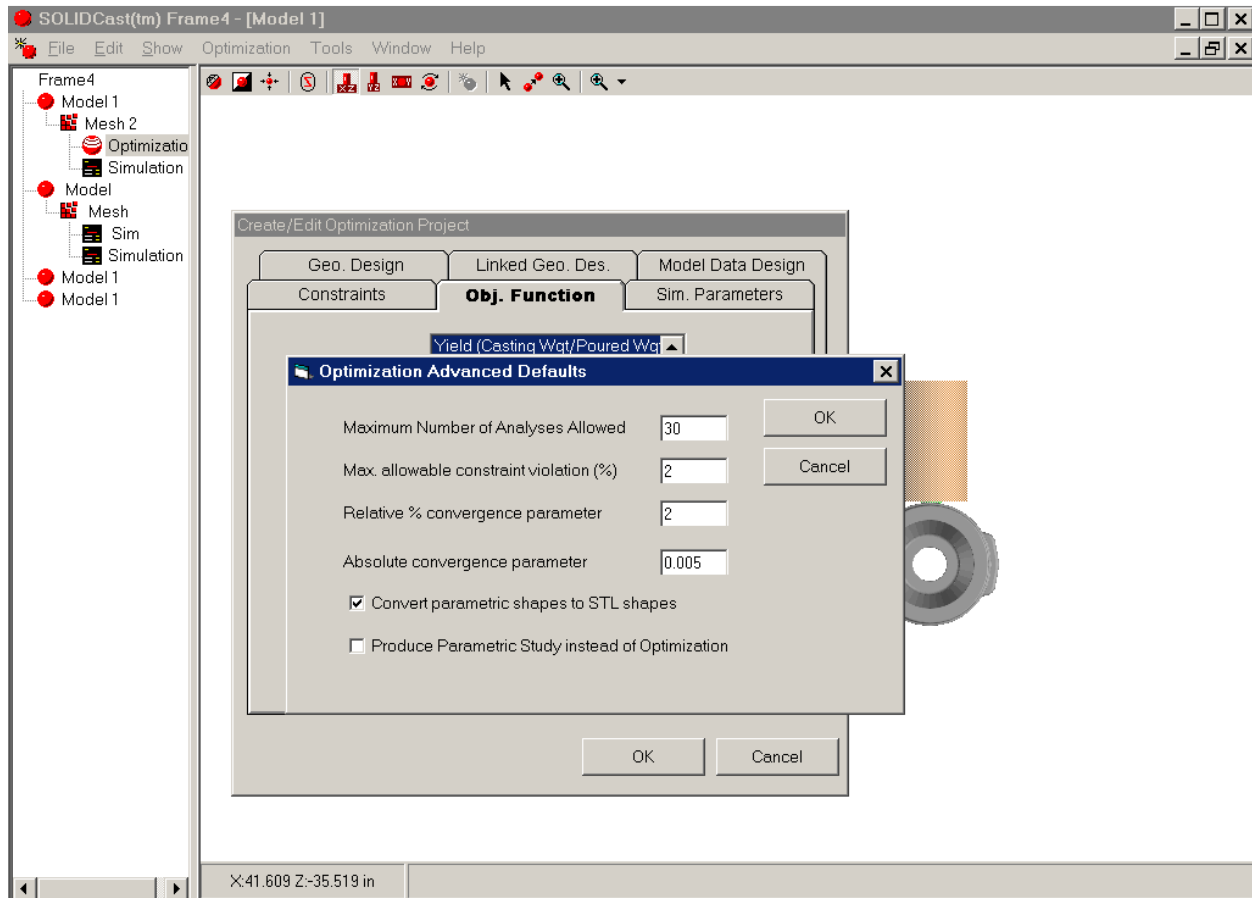 SOLIDCast(tm) Frame4 - [Model 1]
File Edit Show Optimization Tools Window Help
Frame4
Model 1
Mesh 2
Optimizatio
Simulation
Model
Mesh
Sim
Simulation
Model 1
Model 1
XZ YZ XY
Create/Edit Optimization Project
Geo. Design Linked Geo. Des. Model Data Design
Constraints Obj. Function Sim. Parameters
Yield (Casting Wgt/Poured Wgt
Optimization Advanced Defaults
Maximum Number of Analyses Allowed 30
OK
Max. allowable constraint violation (%) 2
Cancel
Relative % convergence parameter 2
Absolute convergence parameter 0.005
Convert parametric shapes to STL shapes
Produce Parametric Study instead of Optimization
OK Cancel
X:41.609 Z:-35.519 in